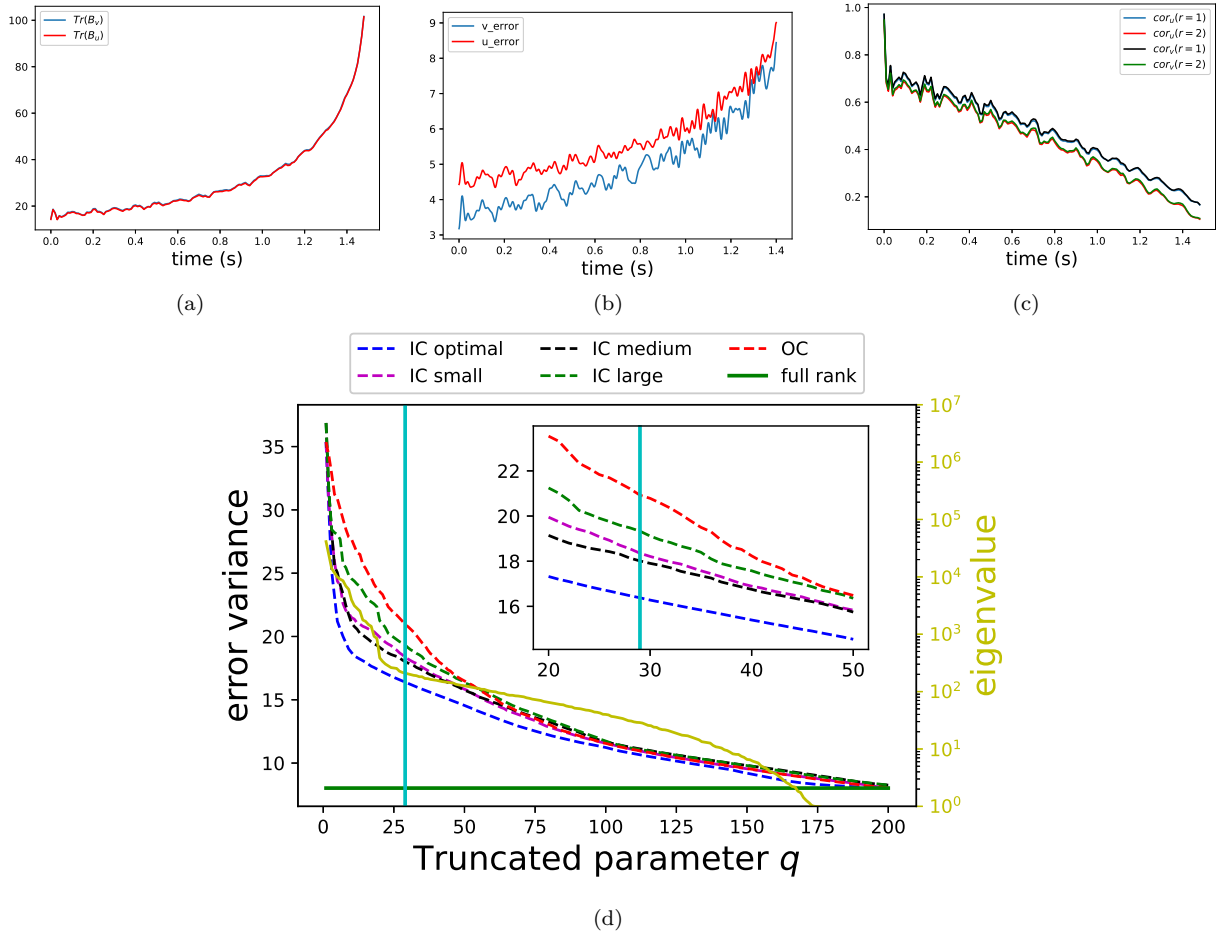 100
80
60
40
20
Tr(B_v)
Tr(B_u)
0.0 0.2 0.4 0.6 0.8 1.0 1.2 1.4
time (s)
(a)
9
8
7
6
5
4
3
v_error
u_error
0.0 0.2 0.4 0.6 0.8 1.0 1.2 1.4
time (s)
(b)
1.0
0.8
0.6
0.4
0.2
cor_u(r = 1)
cor_u(r = 2)
cor_v(r = 1)
cor_v(r = 2)
0.0 0.2 0.4 0.6 0.8 1.0 1.2 1.4
time (s)
(c)
IC optimal IC medium OC
IC small IC large full rank
error variance
35
30
25
20
15
10
22
20
18
16
20 30 40 50
10^7
10^6
10^5
10^4
10^3
10^2
10^1
10^0
eigenvalue
0 25 50 75 100 125 150 175 200
Truncated parameter q
(d)